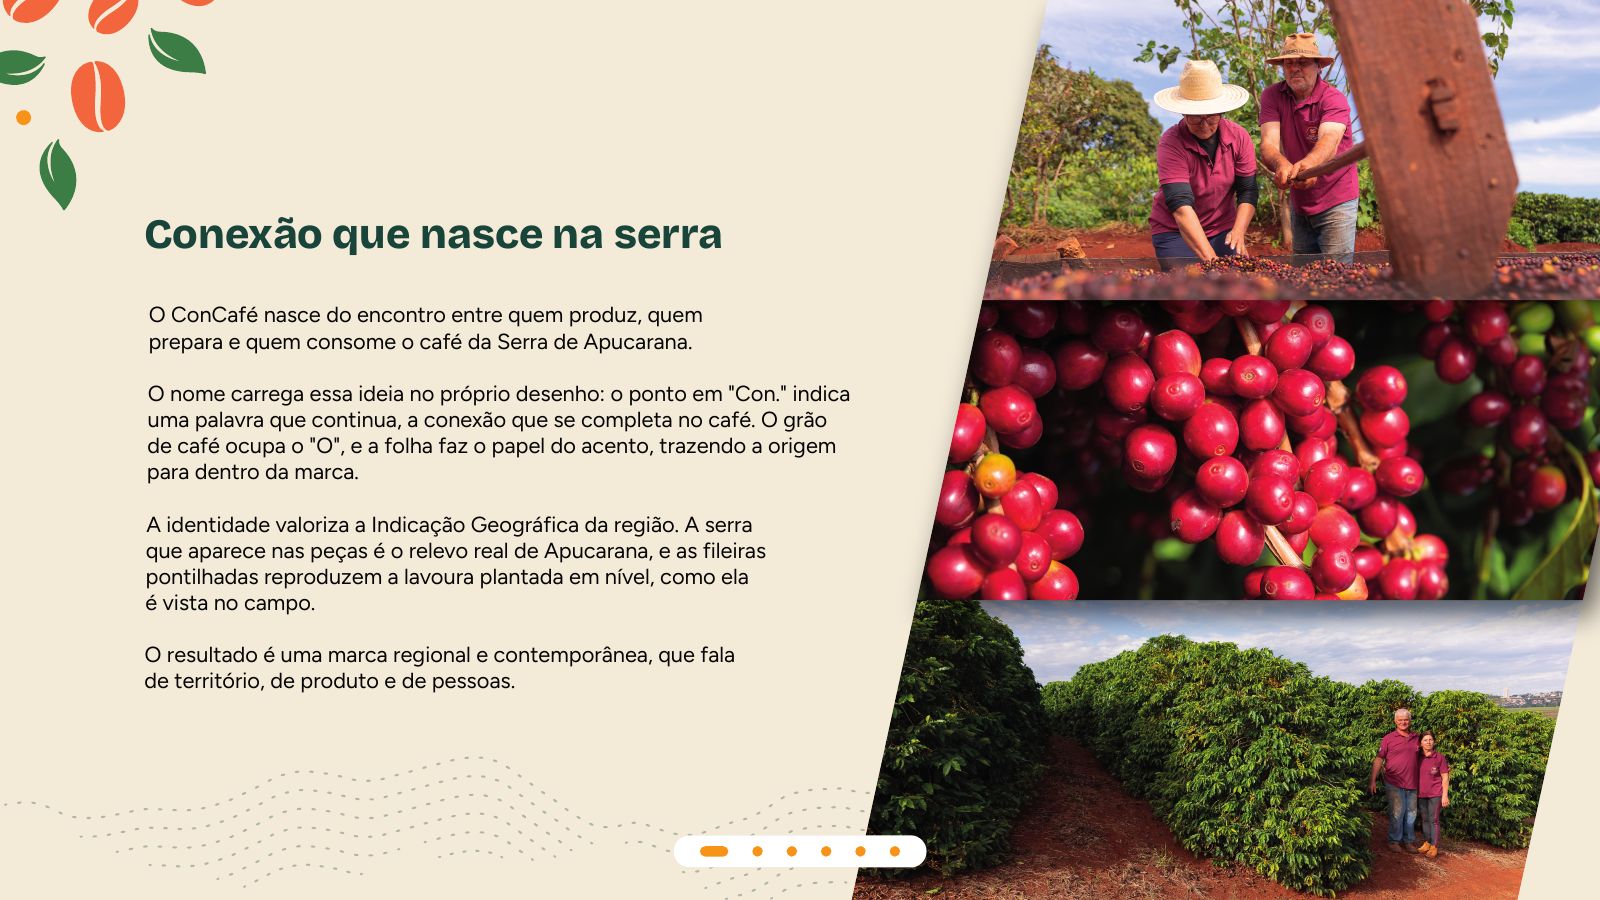 Conexão que nasce na serra
O ConCafé nasce do encontro entre quem produz, quem
prepara e quem consome o café da Serra de Apucarana.
O nome carrega essa ideia no próprio desenho: o ponto em "Con." indica
uma palavra que continua, a conexão que se completa no café. O grão
de café ocupa o "O", e a folha faz o papel do acento, trazendo a origem
para dentro da marca.
A identidade valoriza a Indicação Geográfica da região. A serra
que aparece nas peças é o relevo real de Apucarana, e as fileiras
pontilhadas reproduzem a lavoura plantada em nível, como ela
é vista no campo.
O resultado é uma marca regional e contemporânea, que fala
de território, de produto e de pessoas.